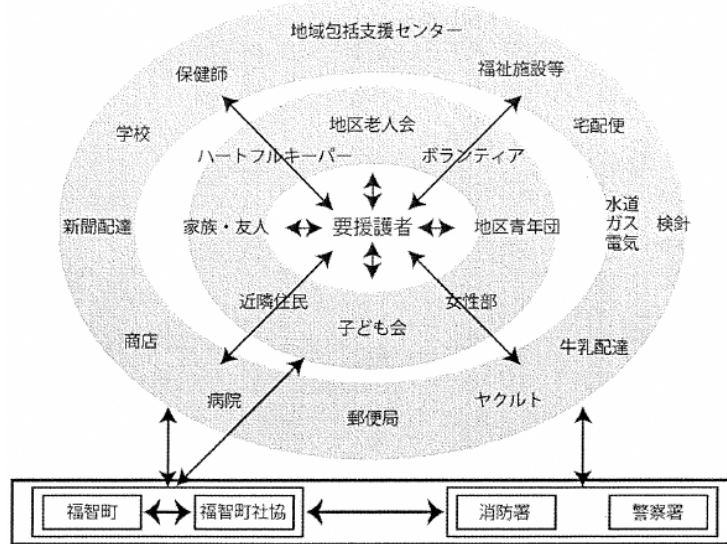 地域包括支援センター
保健師
福祉施設等
学校
地区老人会
宅配便
ハートフルキーパー
ボランティア
新聞配達
家族・友人
要援護者
地区青年団
水道
ガス
電気
検針
近隣住民
女性部
商店
子ども会
牛乳配達
病院
郵便局
ヤクルト
福智町
福智町社協
消防署
警察署